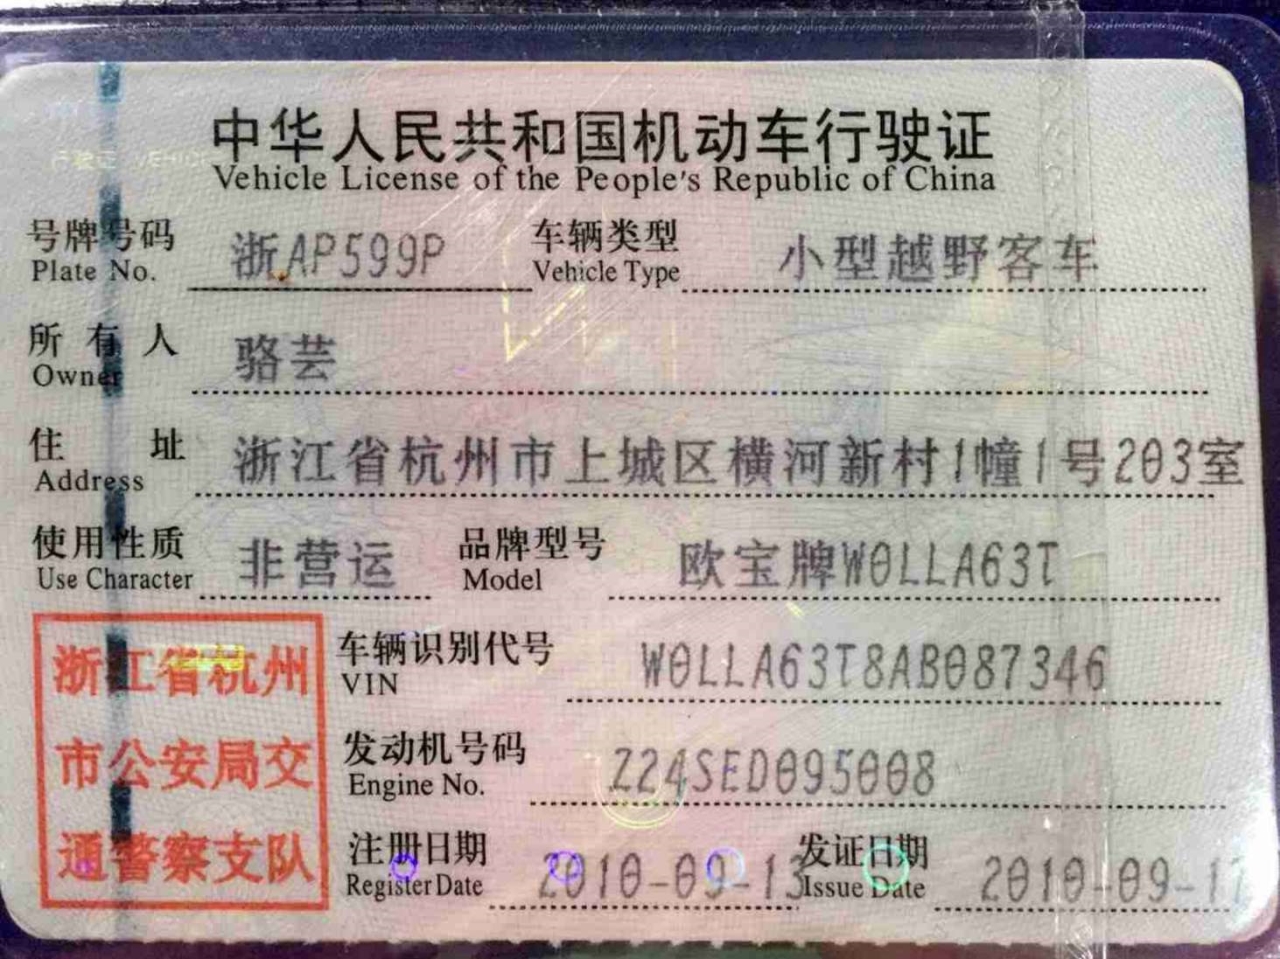 中华人民共和国机动车行驶证
Vehicle License of the People's Republic of China
号牌号码 浙AP599P 车辆类型 小型越野客车
Plate No. Vehicle Type
所有人 骆芸
Owner
住址 浙江省杭州市上城区横河新村1幢1号203室
Address
使用性质 非营运 品牌型号 欧宝牌W0LLA63T
Use Character Model
浙江省杭州
市公安局交
通警察支队
车辆识别代号 W0LLA63T8AB087346
VIN
发动机号码 Z24SED095008
Engine No.
注册日期 2010-09-13 发证日期 2010-09-1
Register Date Issue Date